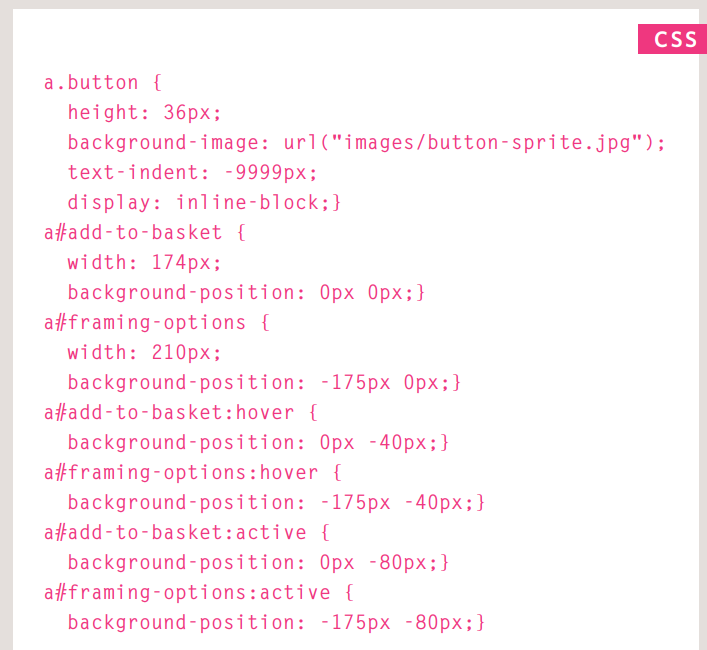 CSS
a.button {
  height: 36px;
  background-image: url("images/button-sprite.jpg");
  text-indent: -9999px;
  display: inline-block;}
a#add-to-basket {
  width: 174px;
  background-position: 0px 0px;}
a#framing-options {
  width: 210px;
  background-position: -175px 0px;}
a#add-to-basket:hover {
  background-position: 0px -40px;}
a#framing-options:hover {
  background-position: -175px -40px;}
a#add-to-basket:active {
  background-position: 0px -80px;}
a#framing-options:active {
  background-position: -175px -80px;}